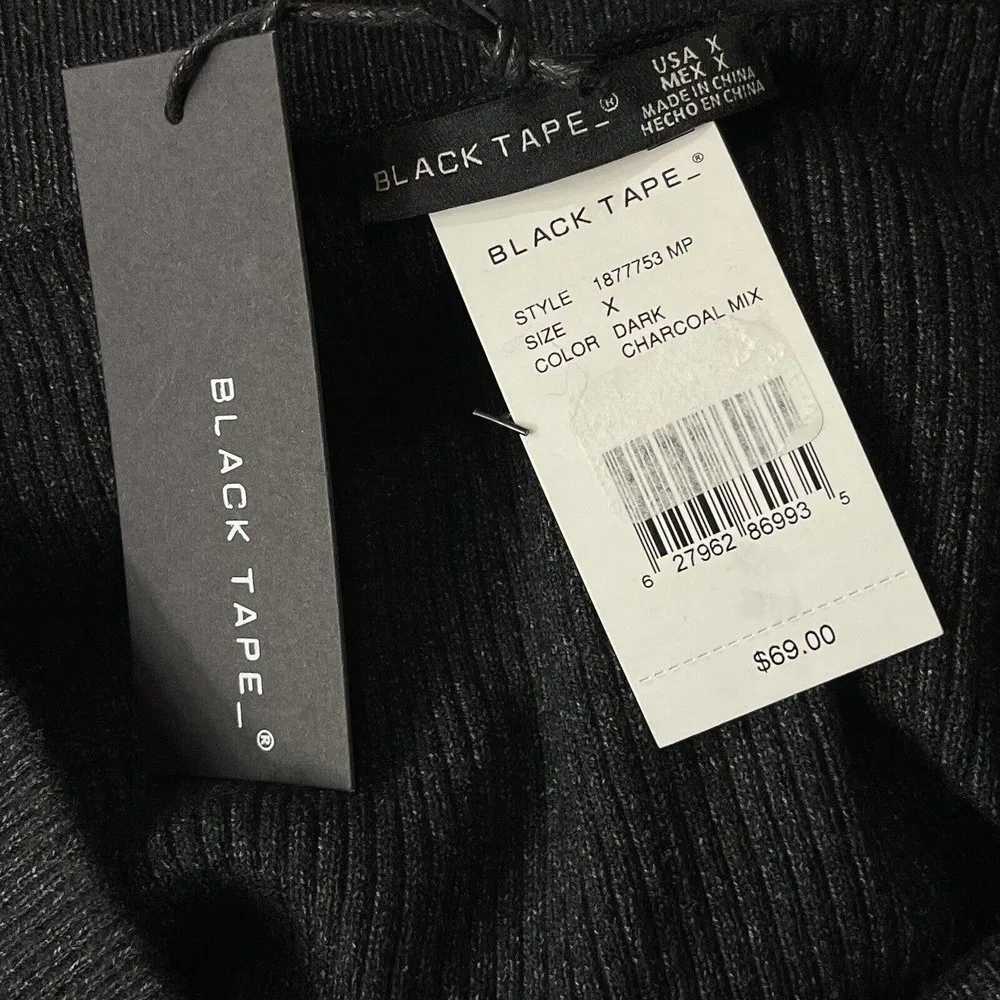 BLACK TAPE_®
BLACK TAPE_®
USA X
MEX X
MADE IN CHINA
HECHO EN CHINA
BLACK TAPE_®
STYLE 1877753 MP
SIZE X
COLOR DARK
CHARCOAL MIX
6 27962 86993 5
$69.00